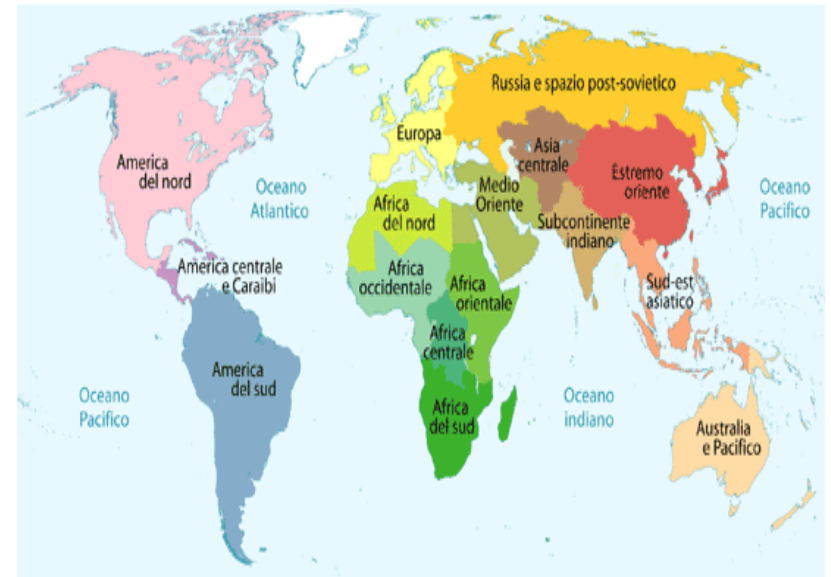 Russia e spazio post-sovietico
Europa
Asia
centrale
America
del nord
Estremo
oriente
Oceano
Atlantico
Medio
Oriente
Oceano
Pacifico
Africa
del nord
Subcontinente
indiano
America centrale
e Caraibi
Africa
occidentale
Africa
orientale
Sud-est
asiatico
Africa
centrale
America
del sud
Oceano
Pacifico
Africa
del sud
Oceano
indiano
Australia
e Pacifico